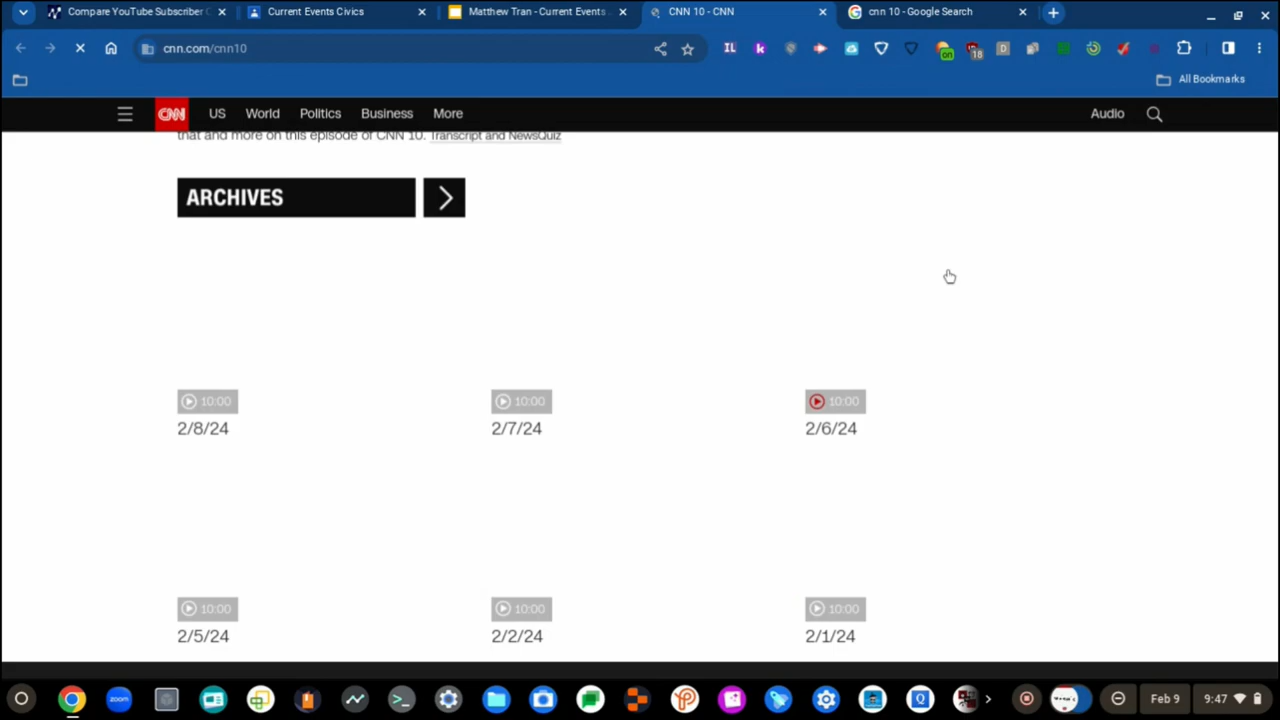 Compare YouTube Subscriber C
Current Events Civics
Matthew Tran - Current Events
CNN 10 - CNN
cnn 10 - Google Search
cnn.com/cnn10
IL
k
on
18
D
All Bookmarks
CNN
US
World
Politics
Business
More
Audio
that and more on this episode of CNN 10. Transcript and NewsQuiz
ARCHIVES
10:00
10:00
10:00
2/8/24
2/7/24
2/6/24
10:00
10:00
10:00
2/5/24
2/2/24
2/1/24
zoom
Q
Feb 9
9:47